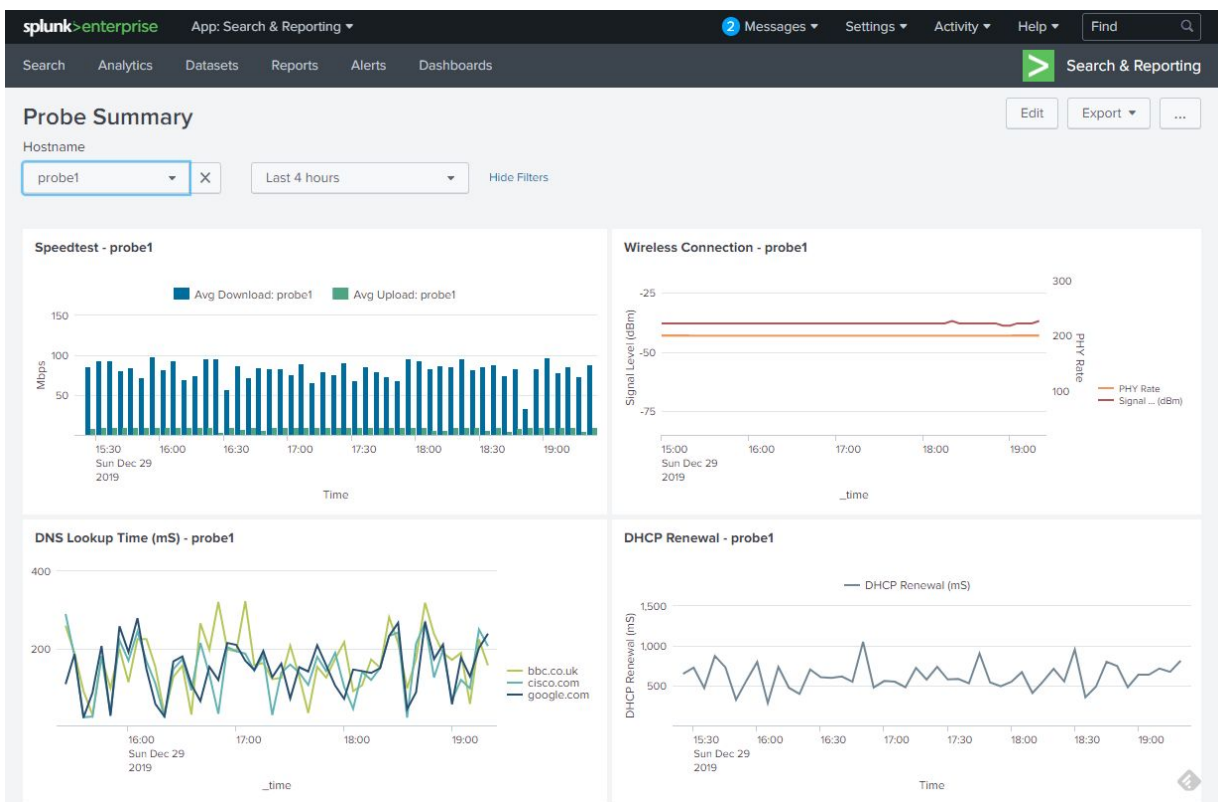 splunk>enterprise App: Search & Reporting 2 Messages Settings Activity Help Find
Search Analytics Datasets Reports Alerts Dashboards > Search & Reporting
Probe Summary Edit Export ...
Hostname
probe1 X Last 4 hours Hide Filters
Speedtest - probe1
Avg Download: probe1 Avg Upload: probe1
150
100
50
Mbps
15:30 16:00 16:30 17:00 17:30 18:00 18:30 19:00
Sun Dec 29
2019
Time
Wireless Connection - probe1
-25
-50
-75
Signal Level (dBm)
300
200
100
PHY Rate
PHY Rate
Signal ... (dBm)
15:00 16:00 17:00 18:00 19:00
Sun Dec 29
2019
_time
DNS Lookup Time (mS) - probe1
400
200
bbc.co.uk
cisco.com
google.com
16:00 17:00 18:00 19:00
Sun Dec 29
2019
_time
DHCP Renewal - probe1
DHCP Renewal (mS)
1,500
1,000
500
DHCP Renewal (mS)
15:30 16:00 16:30 17:00 17:30 18:00 18:30 19:00
Sun Dec 29
2019
Time